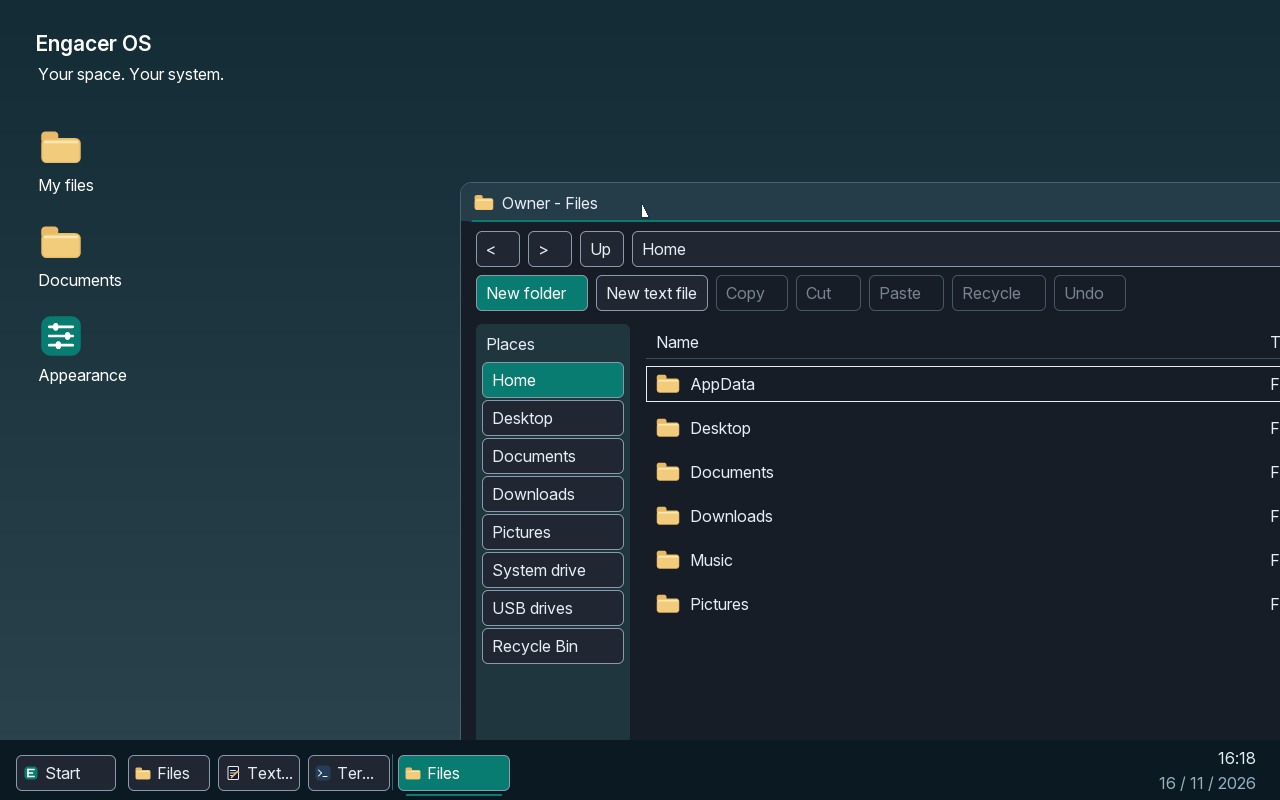 Engacer OS
Your space. Your system.
My files
Documents
Appearance
Owner - Files
< > Up Home
New folder New text file Copy Cut Paste Recycle Undo
Places
Home
Desktop
Documents
Downloads
Pictures
System drive
USB drives
Recycle Bin
Name T
AppData F
Desktop F
Documents F
Downloads F
Music F
Pictures F
Start Files Text... Ter... Files
16:18
16 / 11 / 2026